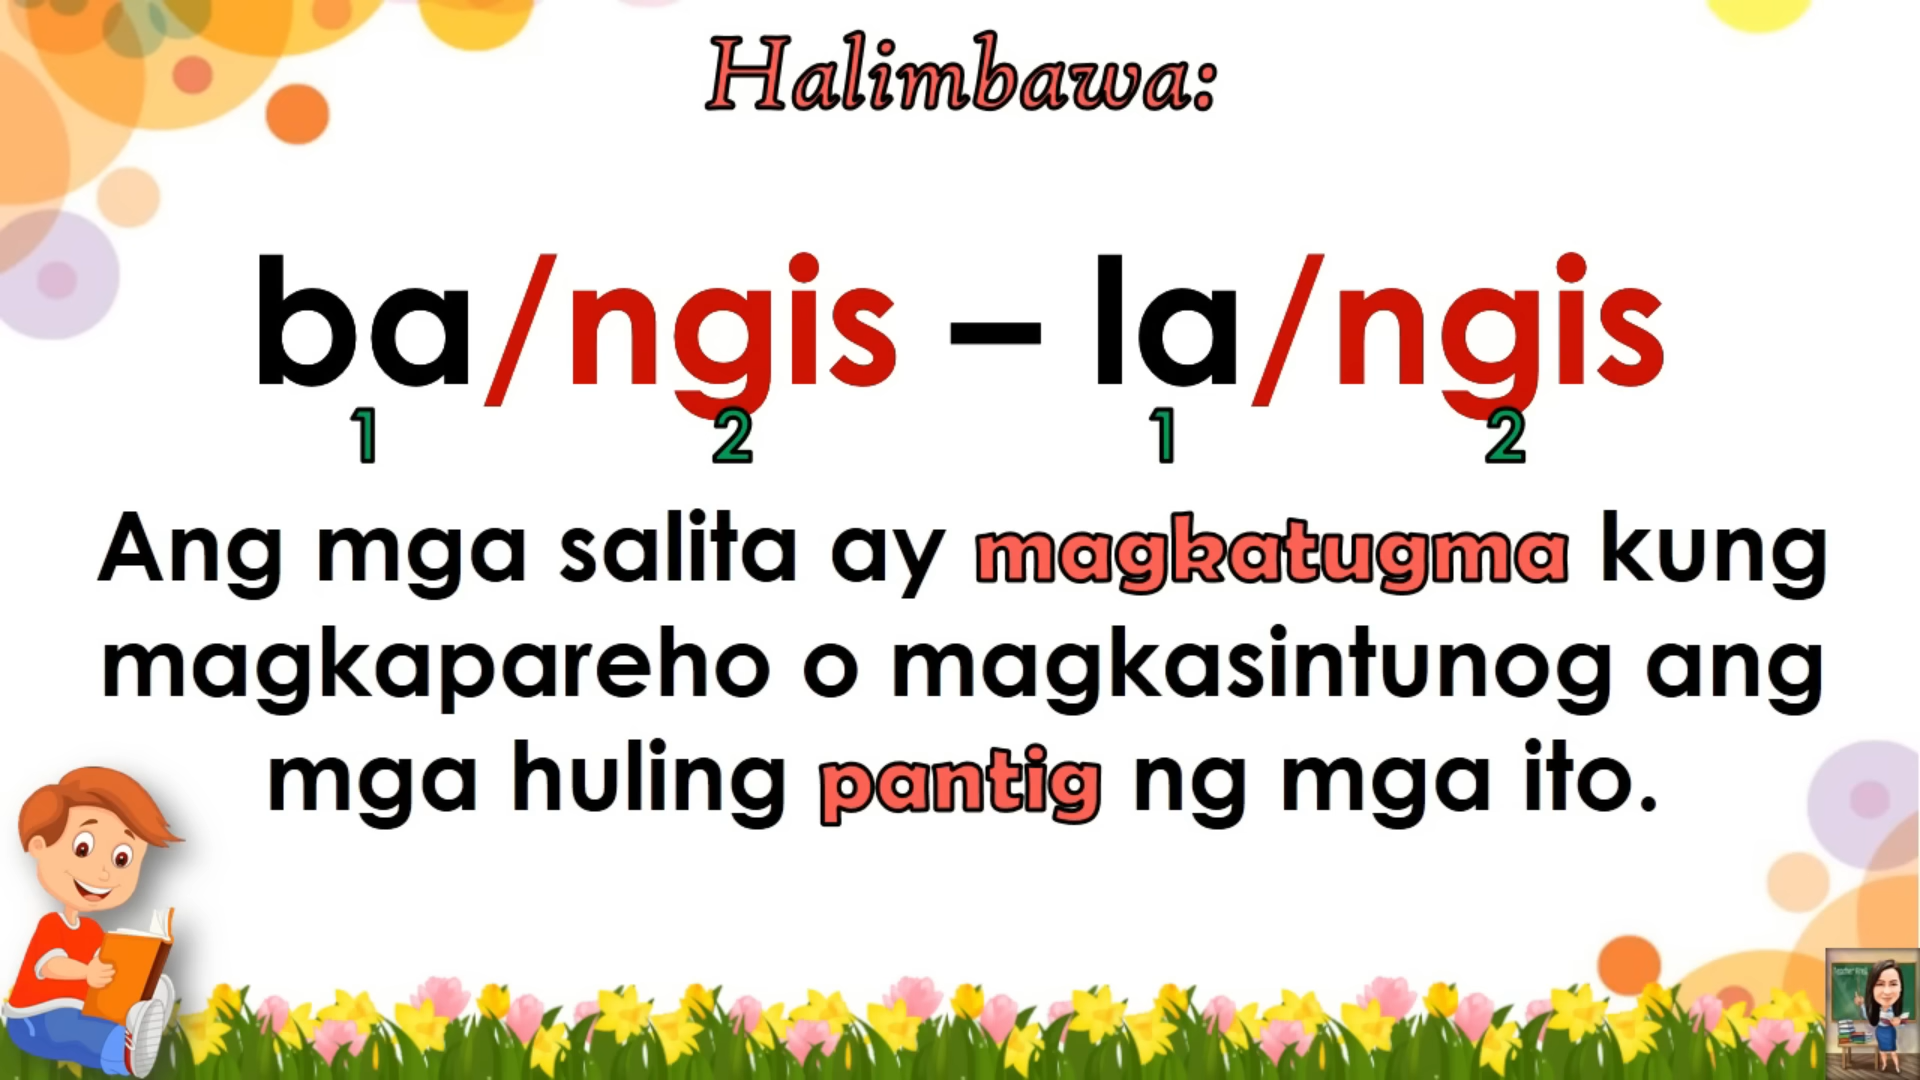 Halimbawa:
ba/ngis – la/ngis
1 2 1 2
Ang mga salita ay magkatugma kung
magkapareho o magkasintunog ang
mga huling pantig ng mga ito.